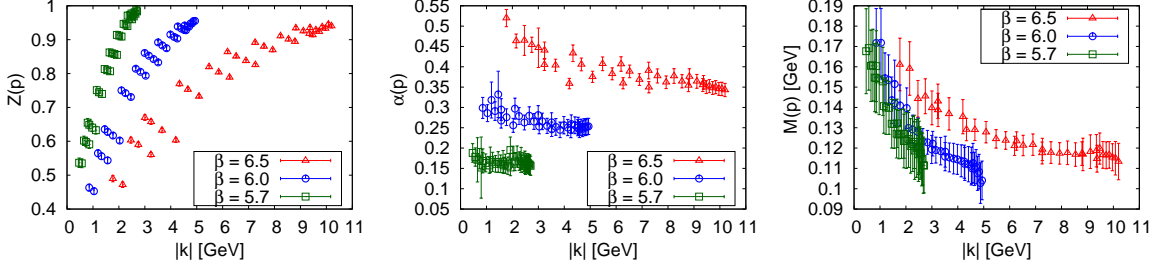 Z(p)
1
0.9
0.8
0.7
0.6
0.5
0.4
0 1 2 3 4 5 6 7 8 9 10 11
|k| [GeV]
β = 6.5
β = 6.0
β = 5.7
α(p)
0.55
0.5
0.45
0.4
0.35
0.3
0.25
0.2
0.15
0.1
0.05
0 1 2 3 4 5 6 7 8 9 10 11
|k| [GeV]
β = 6.5
β = 6.0
β = 5.7
M(p) [GeV]
0.19
0.18
0.17
0.16
0.15
0.14
0.13
0.12
0.11
0.1
0.09
0 1 2 3 4 5 6 7 8 9 10 11
|k| [GeV]
β = 6.5
β = 6.0
β = 5.7